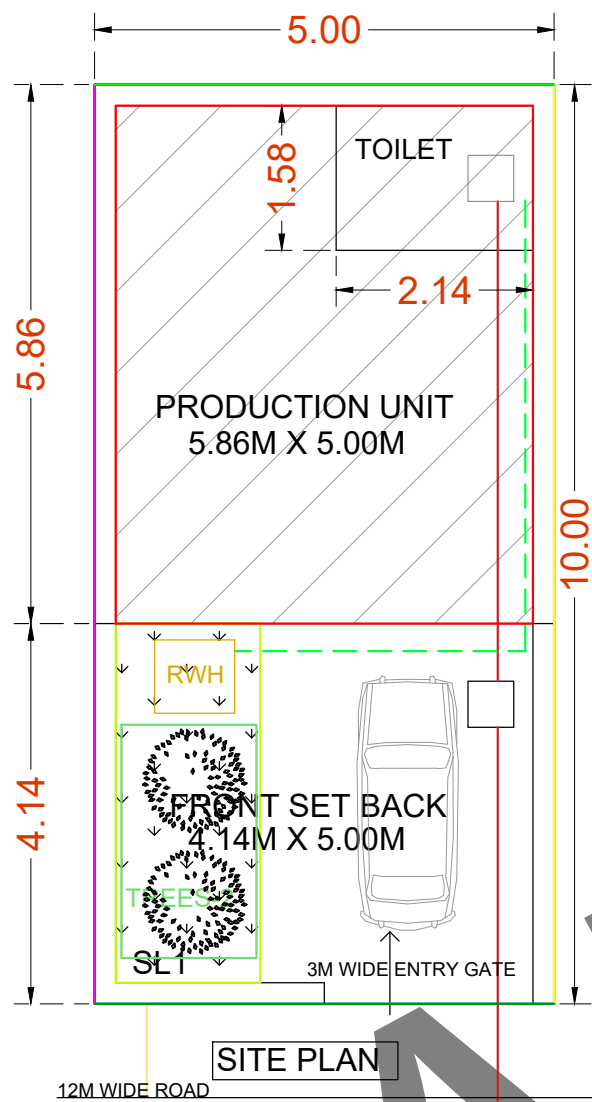 5.00
TOILET
1.58
2.14
5.86
PRODUCTION UNIT
5.86M X 5.00M
10.00
RWH
4.14
FRONT SET BACK
4.14M X 5.00M
SL1
3M WIDE ENTRY GATE
SITE PLAN
12M WIDE ROAD